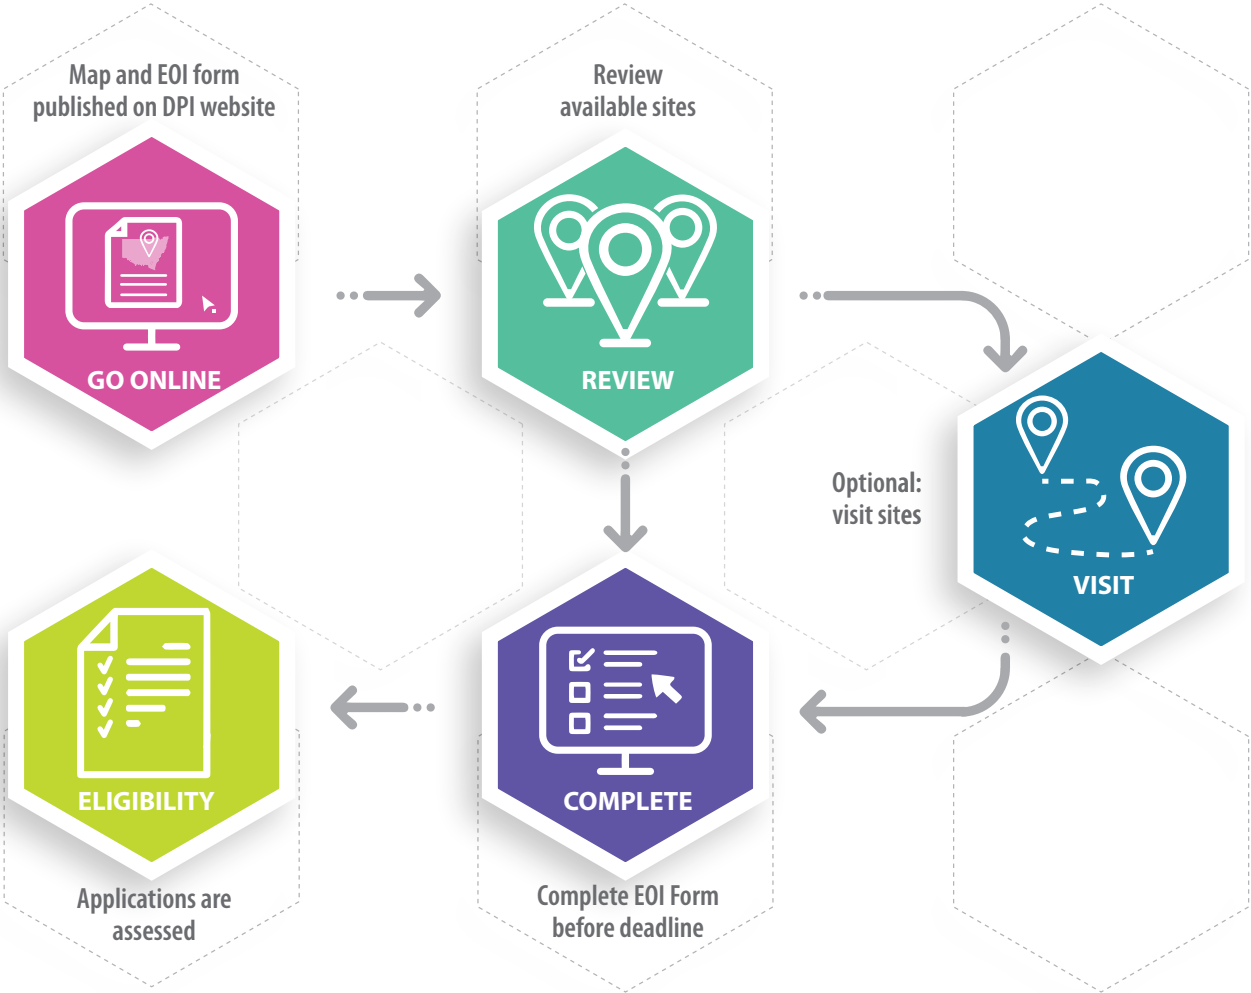 Map and EOI form
published on DPI website
GO ONLINE
Review
available sites
REVIEW
Optional:
visit sites
VISIT
COMPLETE
Complete EOI Form
before deadline
ELIGIBILITY
Applications are
assessed